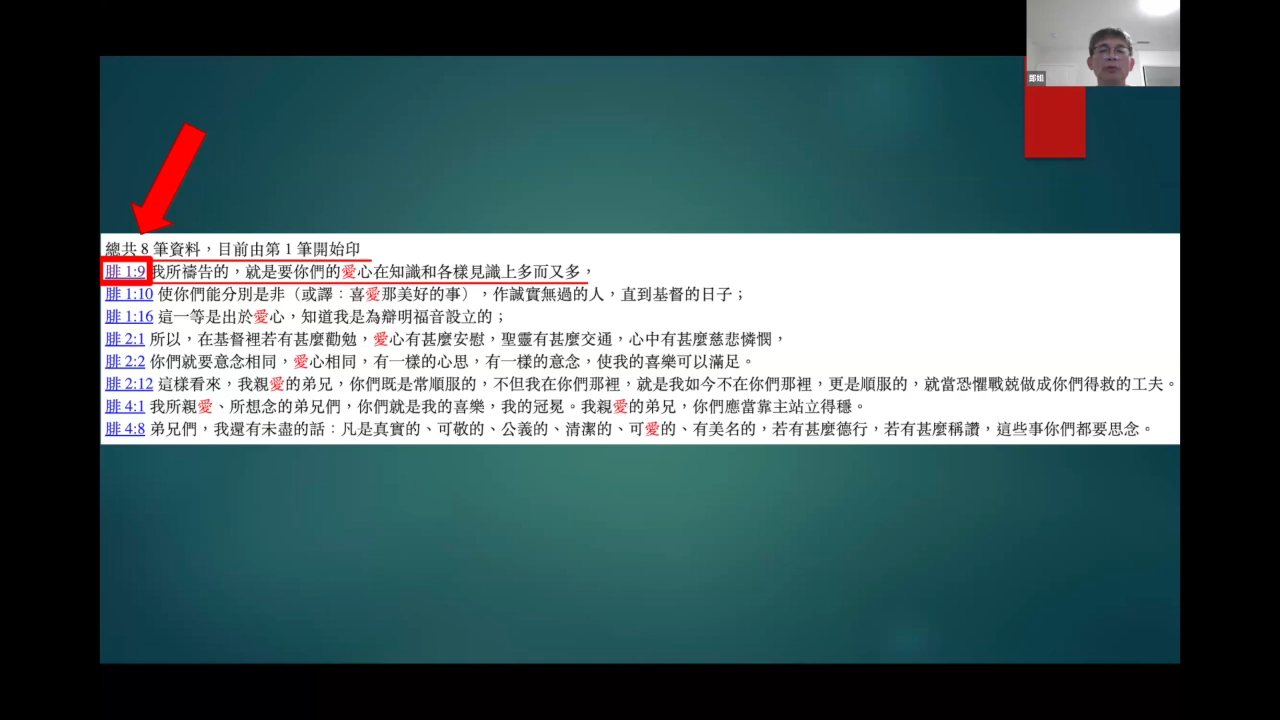 鄧組
總共 8 筆資料，目前由第 1 筆開始印
腓 1:9 我所禱告的，就是要你們的愛心在知識和各樣見識上多而又多，
腓 1:10 使你們能分別是非（或譯：喜愛那美好的事），作誠實無過的人，直到基督的日子；
腓 1:16 這一等是出於愛心，知道我是為辯明福音設立的；
腓 2:1 所以，在基督裡若有甚麼勸勉，愛心有甚麼安慰，聖靈有甚麼交通，心中有甚麼慈悲憐憫，
腓 2:2 你們就要意念相同，愛心相同，有一樣的心思，有一樣的意念，使我的喜樂可以滿足。
腓 2:12 這樣看來，我親愛的弟兄，你們既是常順服的，不但我在你們那裡，就是我如今不在你們那裡，更是順服的，就當恐懼戰兢做成你們得救的工夫。
腓 4:1 我所親愛、所想念的弟兄們，你們就是我的喜樂，我的冠冕。我親愛的弟兄，你們應當靠主站立得穩。
腓 4:8 弟兄們，我還有未盡的話：凡是真實的、可敬的、公義的、清潔的、可愛的、有美名的，若有甚麼德行，若有甚麼稱讚，這些事你們都要思念。